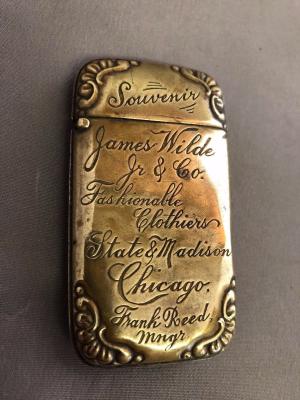 Souvenir
James Wilde
Jr & Co.
Fashionable
Clothiers
State & Madison
Chicago.
Frank Reed,
mngr